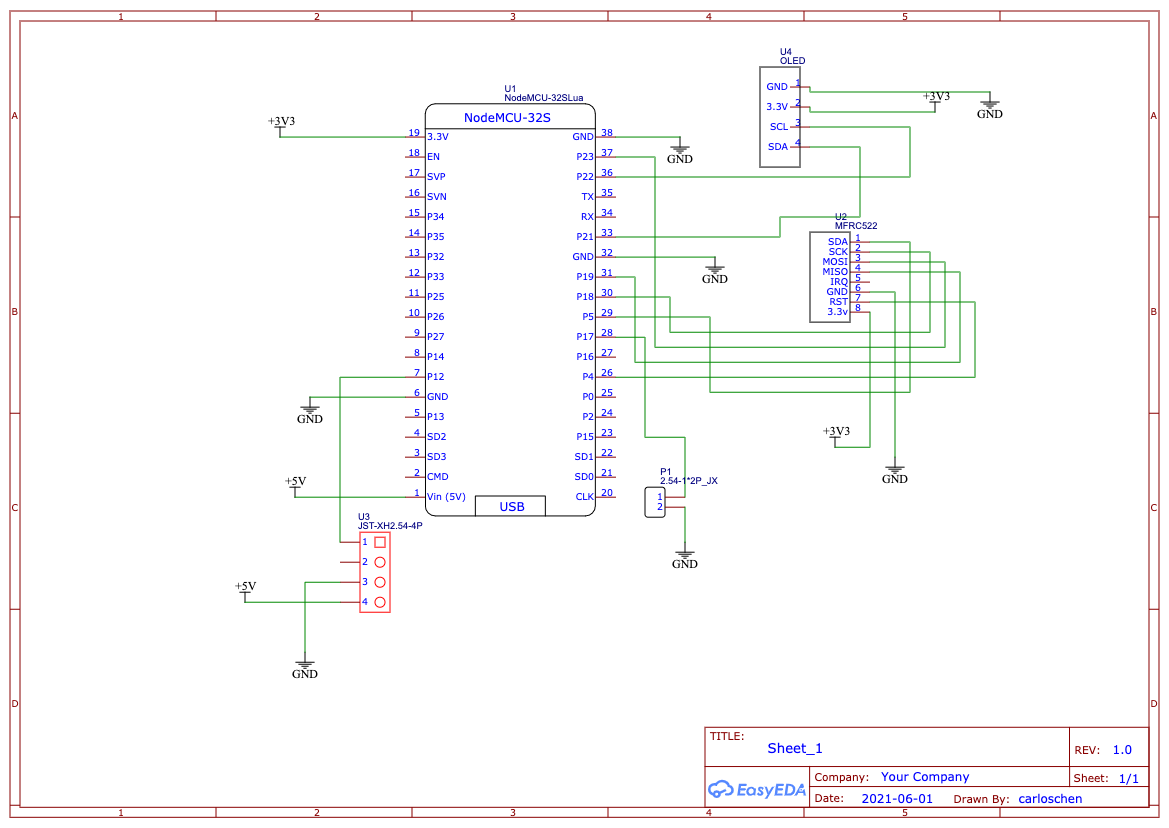 1 2 3 4 5
A A
B B
C C
D D
1 2 3 4 5
U1
NodeMCU-32SLua
NodeMCU-32S
+3V3
19 3.3V
18 EN
17 SVP
16 SVN
15 P34
14 P35
13 P32
12 P33
11 P25
10 P26
9 P27
8 P14
7 P12
6 GND
5 P13
4 SD2
3 SD3
2 CMD
1 Vin (5V)
GND 38
P23 37
P22 36
TX 35
RX 34
P21 33
GND 32
P19 31
P18 30
P5 29
P17 28
P16 27
P4 26
P0 25
P2 24
P15 23
SD1 22
SD0 21
CLK 20
USB
GND
GND
GND
+5V
U4
OLED
GND 1
3.3V 2
SCL 3
SDA 4
+3V3
GND
U2
MFRC522
SDA 1
SCK 2
MOSI 3
MISO 4
IRQ 5
GND 6
RST 7
3.3v 8
+3V3
GND
P1
2.54-1*2P_JX
1
2
GND
U3
JST-XH2.54-4P
1
2
3
4
+5V
GND
TITLE:
Sheet_1
REV: 1.0
EasyEDA
Company: Your Company
Sheet: 1/1
Date: 2021-06-01 Drawn By: carloschen